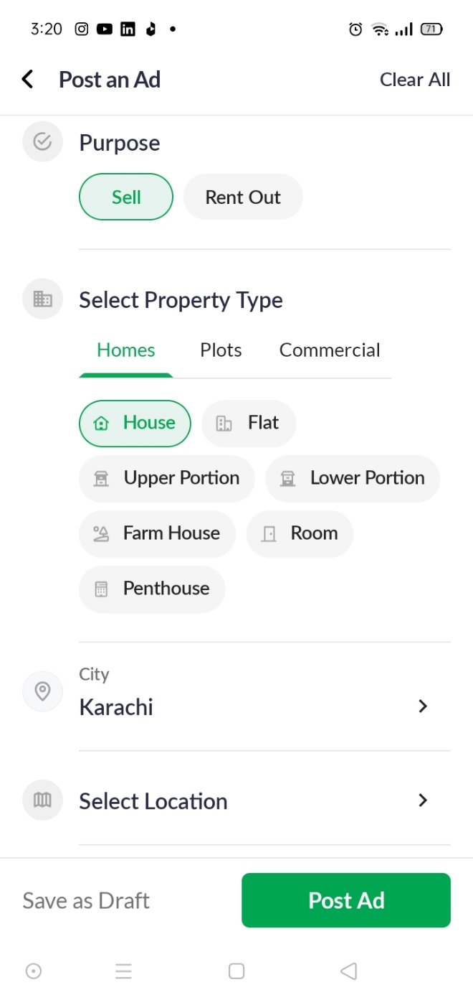 3:20
71
Post an Ad Clear All
Purpose
Sell Rent Out
Select Property Type
Homes Plots Commercial
House Flat
Upper Portion Lower Portion
Farm House Room
Penthouse
City
Karachi
Select Location
Save as Draft Post Ad